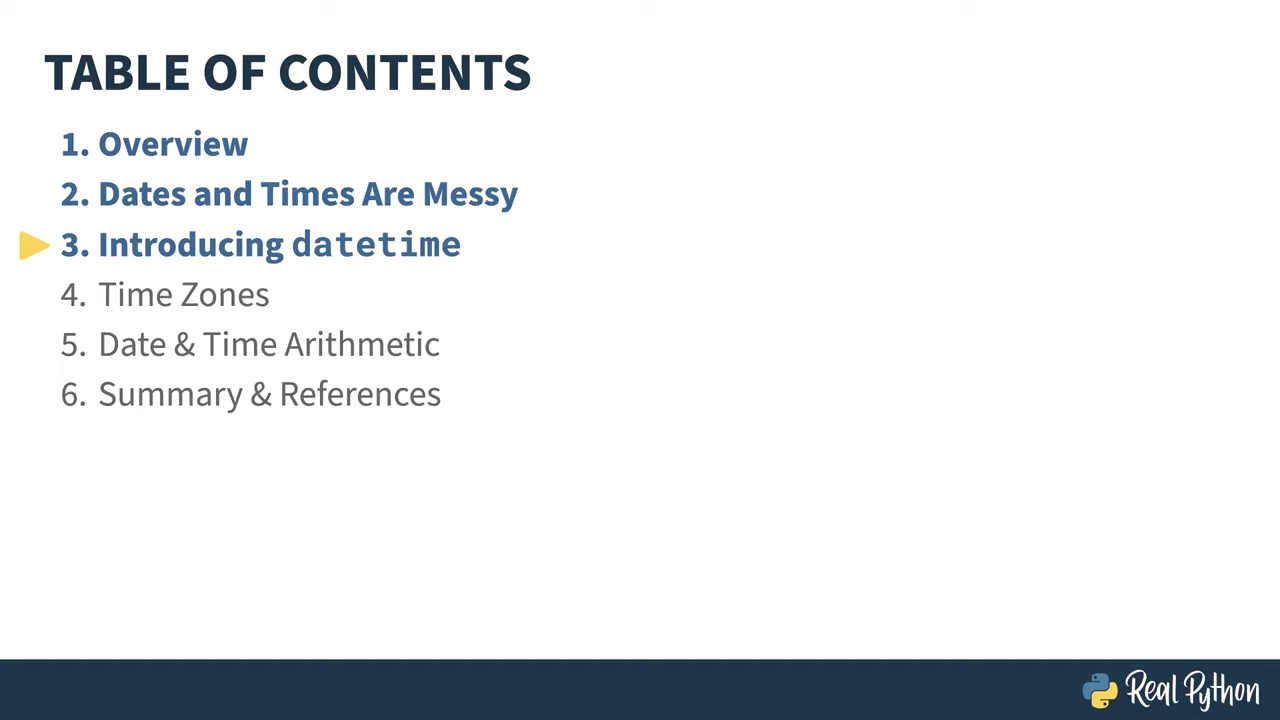 TABLE OF CONTENTS
1. Overview
2. Dates and Times Are Messy
3. Introducing datetime
4. Time Zones
5. Date & Time Arithmetic
6. Summary & References
Real Python